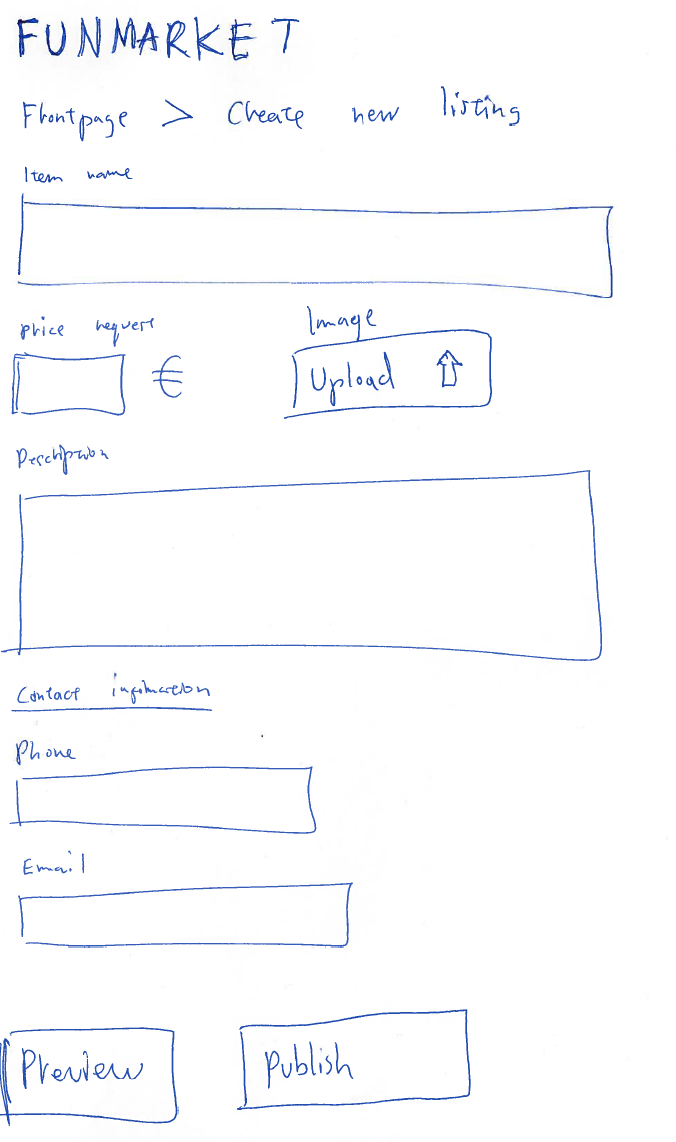 FUNMARKET
Frontpage > Create new listing
Item name
price request
€
Image
Upload
Description
Contact information
Phone
Email
Preview
Publish